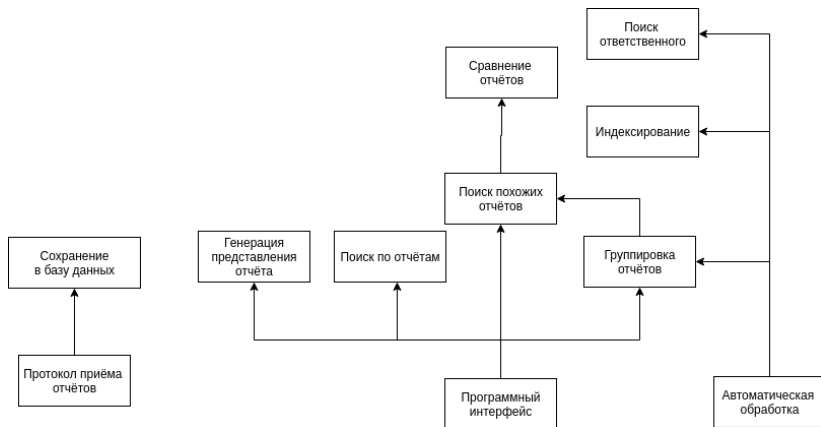 Поиск
ответственного
Сравнение
отчётов
Индексирование
Поиск похожих
отчётов
Сохранение
в базу данных
Генерация
представления
отчёта
Поиск по отчётам
Группировка
отчётов
Протокол приёма
отчётов
Программный
интерфейс
Автоматическая
обработка